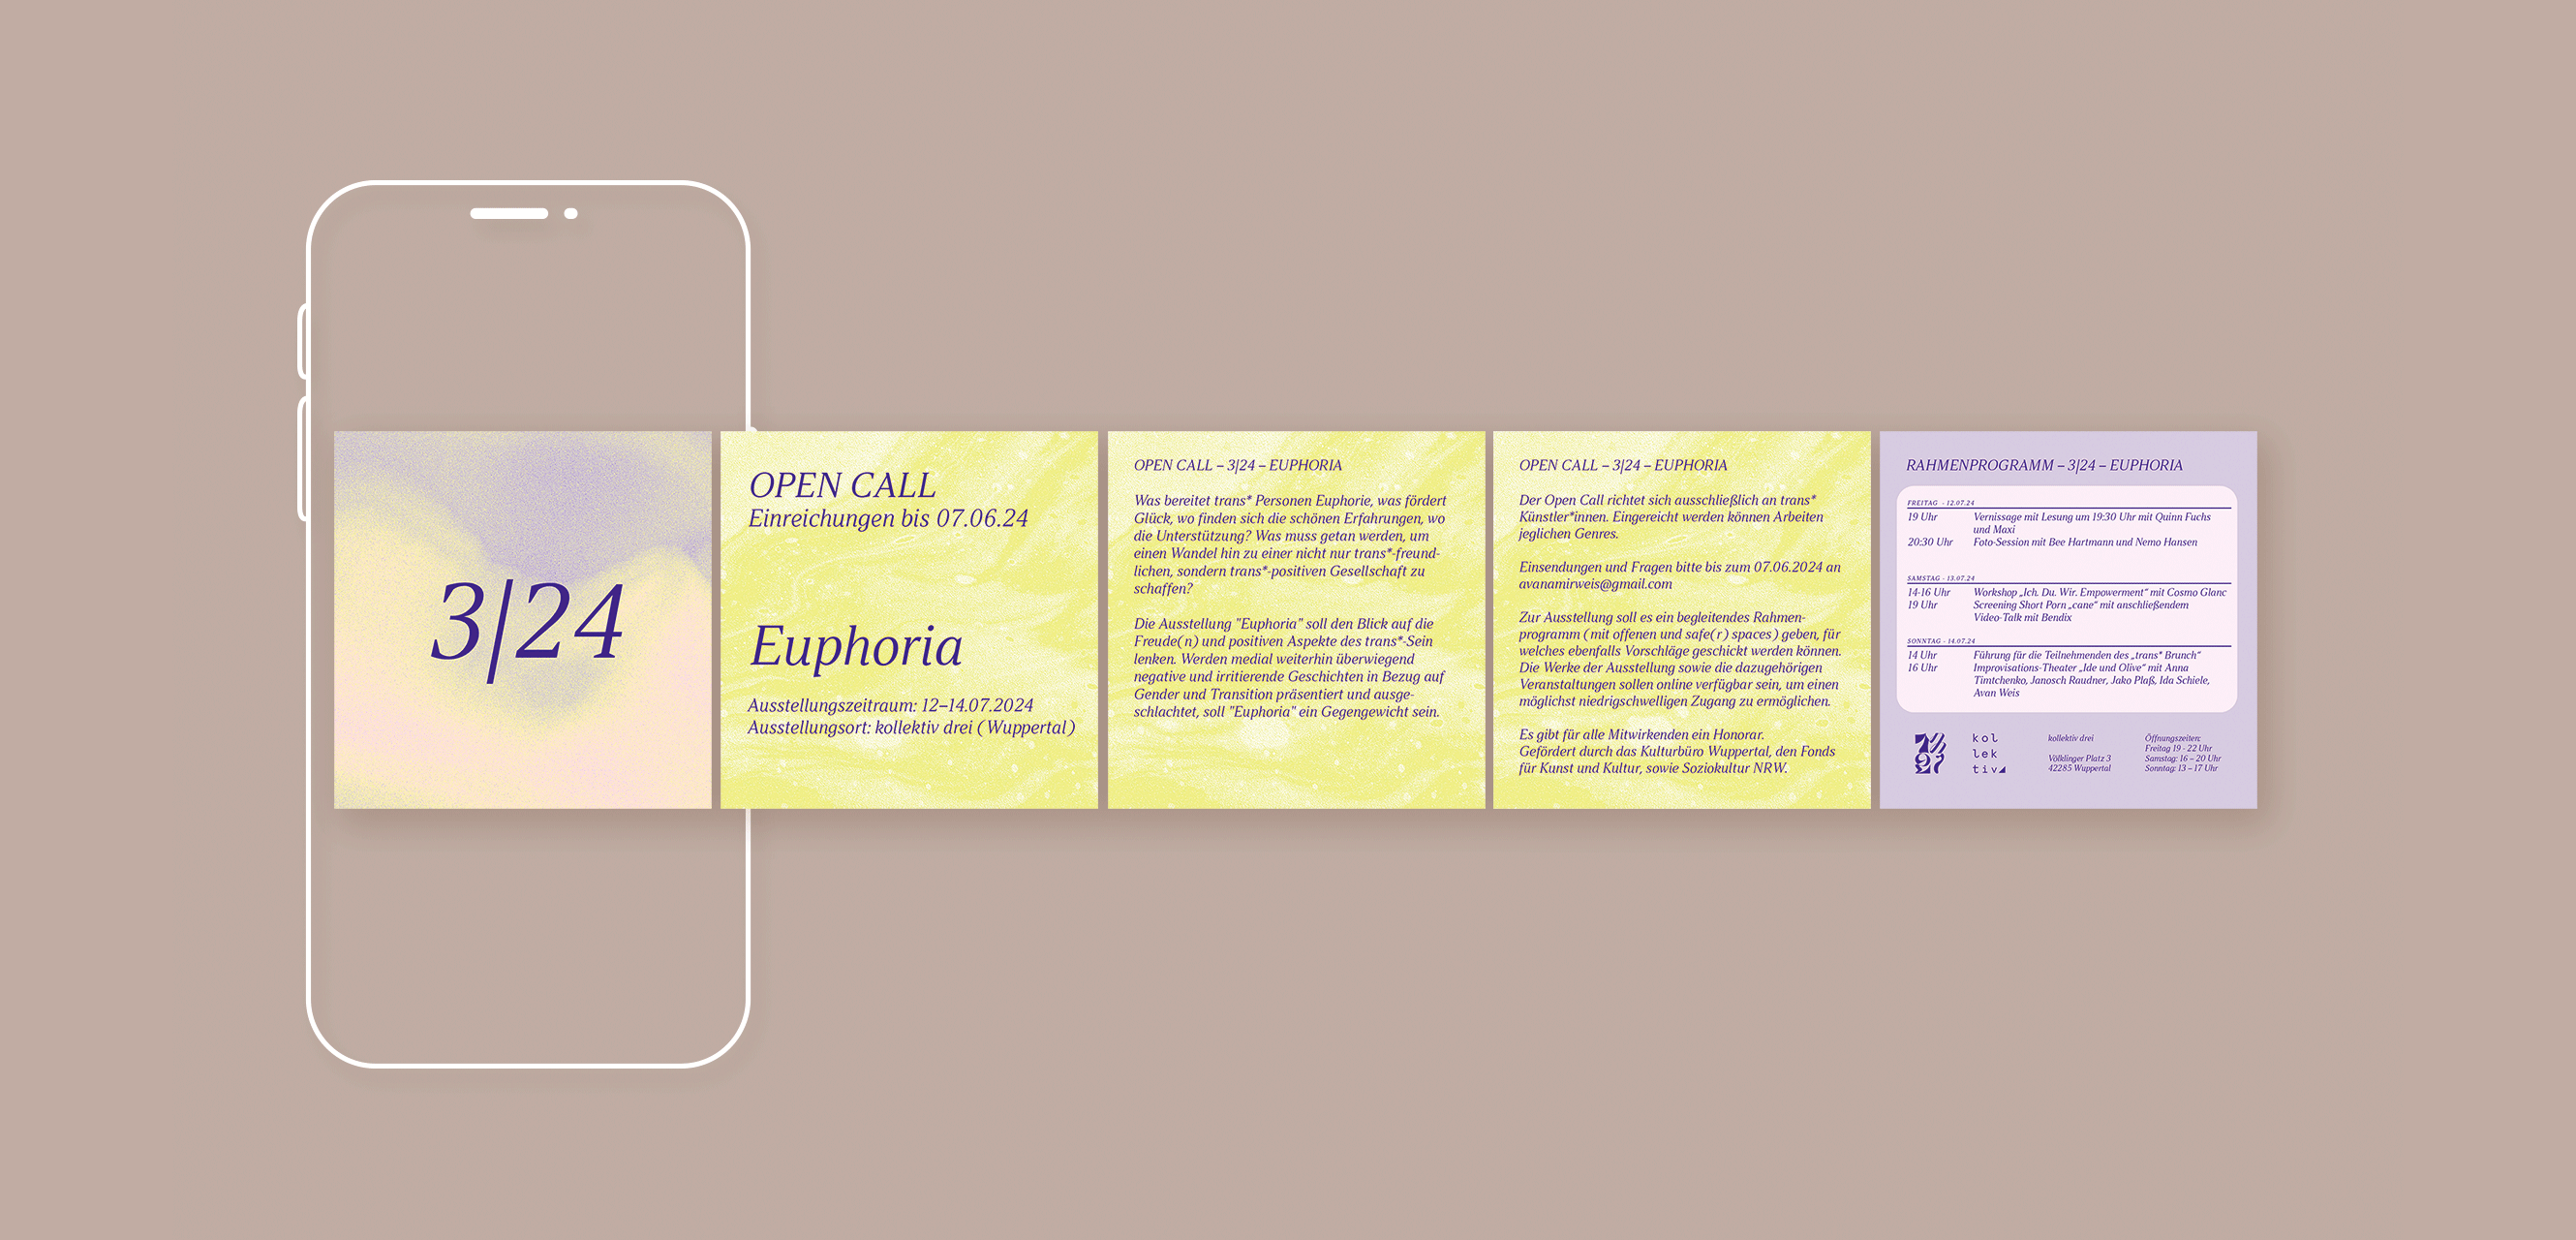 3|24
OPEN CALL
Einreichungen bis 07.06.24
Euphoria
Ausstellungszeitraum: 12–14.07.2024
Ausstellungsort: kollektiv drei (Wuppertal)
OPEN CALL – 3|24 – EUPHORIA
Was bereitet trans* Personen Euphorie, was fördert
Glück, wo finden sich die schönen Erfahrungen, wo
die Unterstützung? Was muss getan werden, um
einen Wandel hin zu einer nicht nur trans*-freund-
lichen, sondern trans*-positiven Gesellschaft zu
schaffen?
Die Ausstellung "Euphoria" soll den Blick auf die
Freude(n) und positiven Aspekte des trans*-Sein
lenken. Werden medial weiterhin überwiegend
negative und irritierende Geschichten in Bezug auf
Gender und Transition präsentiert und ausge-
schlachtet, soll "Euphoria" ein Gegengewicht sein.
OPEN CALL – 3|24 – EUPHORIA
Der Open Call richtet sich ausschließlich an trans*
Künstler*innen. Eingereicht werden können Arbeiten
jeglichen Genres.
Einsendungen und Fragen bitte bis zum 07.06.2024 an
avanamirweis@gmail.com
Zur Ausstellung soll es ein begleitendes Rahmen-
programm (mit offenen und safe(r) spaces) geben, für
welches ebenfalls Vorschläge geschickt werden können.
Die Werke der Ausstellung sowie die dazugehörigen
Veranstaltungen sollen online verfügbar sein, um einen
möglichst niedrigschwelligen Zugang zu ermöglichen.
Es gibt für alle Mitwirkenden ein Honorar.
Gefördert durch das Kulturbüro Wuppertal, den Fonds
für Kunst und Kultur, sowie Soziokultur NRW.
RAHMENPROGRAMM – 3|24 – EUPHORIA
FREITAG - 12.07.24
19 Uhr Vernissage mit Lesung um 19:30 Uhr mit Quinn Fuchs
und Maxi
20:30 Uhr Foto-Session mit Bee Hartmann und Nemo Hansen
SAMSTAG - 13.07.24
14-16 Uhr Workshop „Ich. Du. Wir. Empowerment“ mit Cosmo Glanc
19 Uhr Screening Short Porn „cane“ mit anschließendem
Video-Talk mit Bendix
SONNTAG - 14.07.24
14 Uhr Führung für die Teilnehmenden des „trans* Brunch“
16 Uhr Improvisations-Theater „Ide und Olive“ mit Anna
Timtchenko, Janosch Raudner, Jako Plaß, Ida Schiele,
Avan Weis
kol
lek
tiv
kollektiv drei
Völklinger Platz 3
42285 Wuppertal
Öffnungszeiten:
Freitag 19 - 22 Uhr
Samstag: 16 – 20 Uhr
Sonntag: 13 – 17 Uhr